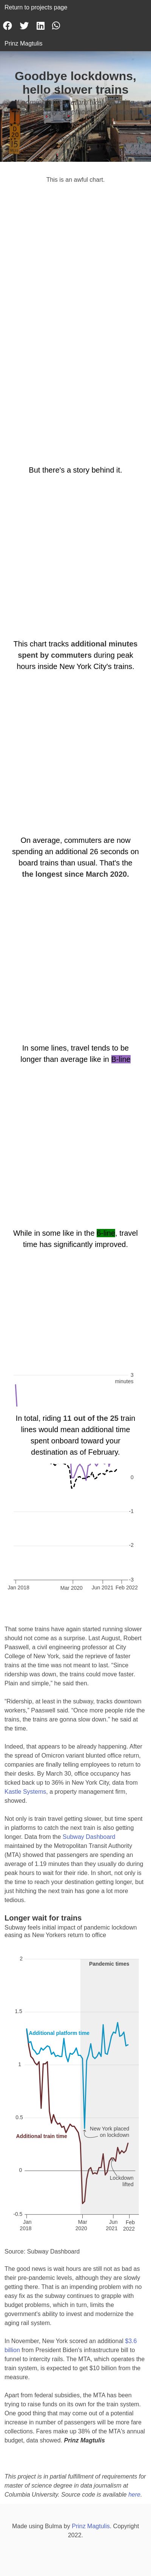 Return to projects page
Prinz Magtulis
Goodbye lockdowns,
hello slower trains
This is an awful chart.
But there's a story behind it.
This chart tracks additional minutes
spent by commuters during peak
hours inside New York City's trains.
On average, commuters are now
spending an additional 26 seconds on
board trains than usual. That's the
the longest since March 2020.
In some lines, travel tends to be
longer than average like in B-line
While in some like in the
, travel
time has significantly improved.
3
minutes
In total, riding 11 out of the 25 train
lines would mean additional time
spent onboard toward your
destination as of February.
0
-1
-2
-3
Jan 2018
Mar 2020
Jun 2021
Feb 2022
That some trains have again started running slower
should not come as a surprise. Last August, Robert
Passwell, a civil engineering professor at City
College of New York, said the reprieve of faster
trains at the time was not meant to last. "Since
ridership was down, the trains could move faster.
Plain and simple," he said then.
"Ridership, at least in the subway, tracks downtown
workers," Passwell said. "Once more people ride the
trains, the trains are gonna slow down." he said at
the time.
Indeed, that appears to be already happening. After
the spread of Omicron variant blunted office return,
companies are finally telling employees to return to
their desks. By March 30, office occupancy has
ticked back up to 36% in New York City, data from
Kastle Systems, a property management firm,
showed.
Not only is train travel getting slower, but time spent
in platforms to catch the next ride is also getting
longer. Data from the Subway Dashboard
maintained by the Metropolitan Transit Authority
(MTA) showed that passengers needed to wait an
average of 1.19 minutes than they usually do during
peak hours to wait for their ride. In short, not only is
the time to reach your destination getting longer, but
just hitching the next train has gone a lot more
tedious.
Longer wait for trains
Subway feels initial impact of pandemic lockdown
easing as New Yorkers return to office
2
Pandemic times
1.5
Additional platform time
1
0.5
New York placed
on lockdown
Additional train time
0
Lockdown
lifted
-0.5
Jan
2018
Mar
2020
Jun
2021
Feb
2022
Source: Subway Dashboard
The good news is wait hours are still not as bad as
their pre-pandemic levels, although they are slowly
getting there. That is an impending problem with no
easy fix as the subway continues to grapple with
budget problems, which in turn, limits the
government's ability to invest and modernize the
aging rail system.
In November, New York scored an additional $3.6
billion from President Biden's infrastructure bill to
funnel to intercity rails. The MTA, which operates the
train system, is expected to get $10 billion from the
measure.
Apart from federal subsidies, the MTA has been
trying to raise funds on its own for the train system.
One good thing that may come out of a potential
increase in number of passengers will be more fare
collections. Fares make up 38% of the MTA's annual
budget, data showed. Prinz Magtulis
This project is in partial fulfillment of requirements for
master of science degree in data journalism at
Columbia University. Source code is available here.
Made using Bulma by Prinz Magtulis. Copyright
2022.